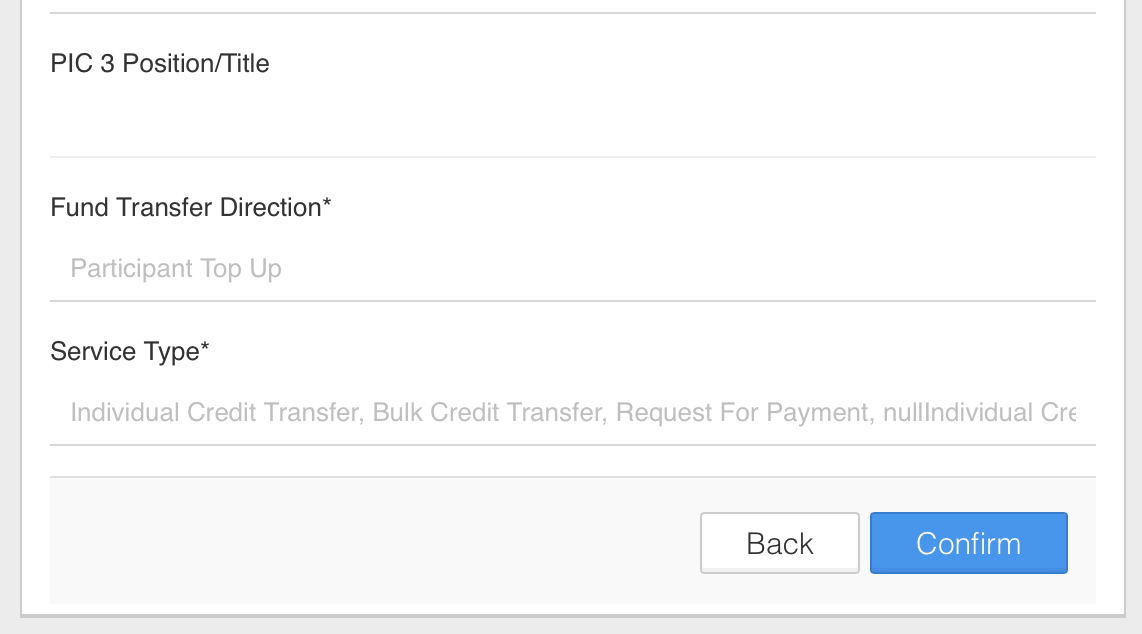 PIC 3 Position/Title
Fund Transfer Direction*
Participant Top Up
Service Type*
Individual Credit Transfer, Bulk Credit Transfer, Request For Payment, nullIndividual Cre
Back
Confirm